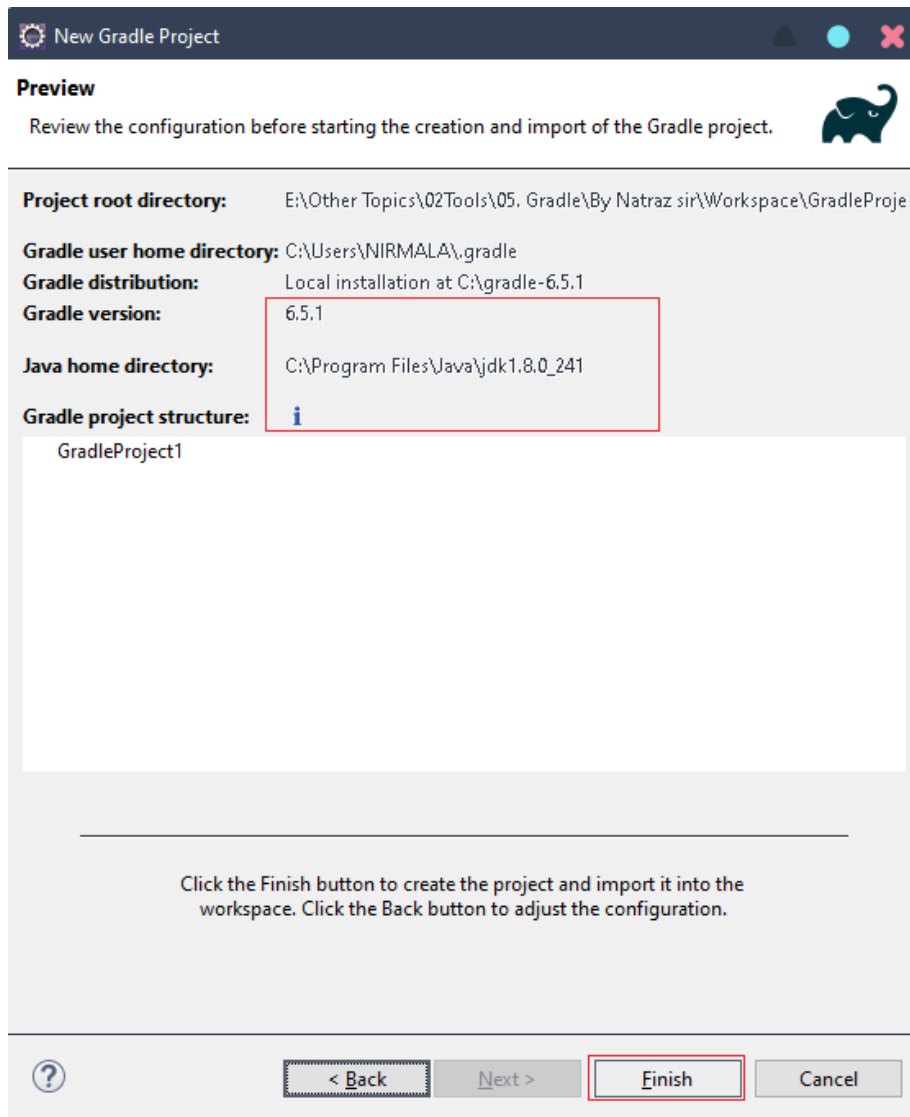 New Gradle Project
Preview
Review the configuration before starting the creation and import of the Gradle project.
Project root directory: E:\Other Topics\02Tools\05. Gradle\By Natraz sir\Workspace\GradleProje
Gradle user home directory: C:\Users\NIRMALA\.gradle
Gradle distribution: Local installation at C:\gradle-6.5.1
Gradle version: 6.5.1
Java home directory: C:\Program Files\Java\jdk1.8.0_241
Gradle project structure: i
GradleProject1
Click the Finish button to create the project and import it into the
workspace. Click the Back button to adjust the configuration.
? < Back Next > Finish Cancel